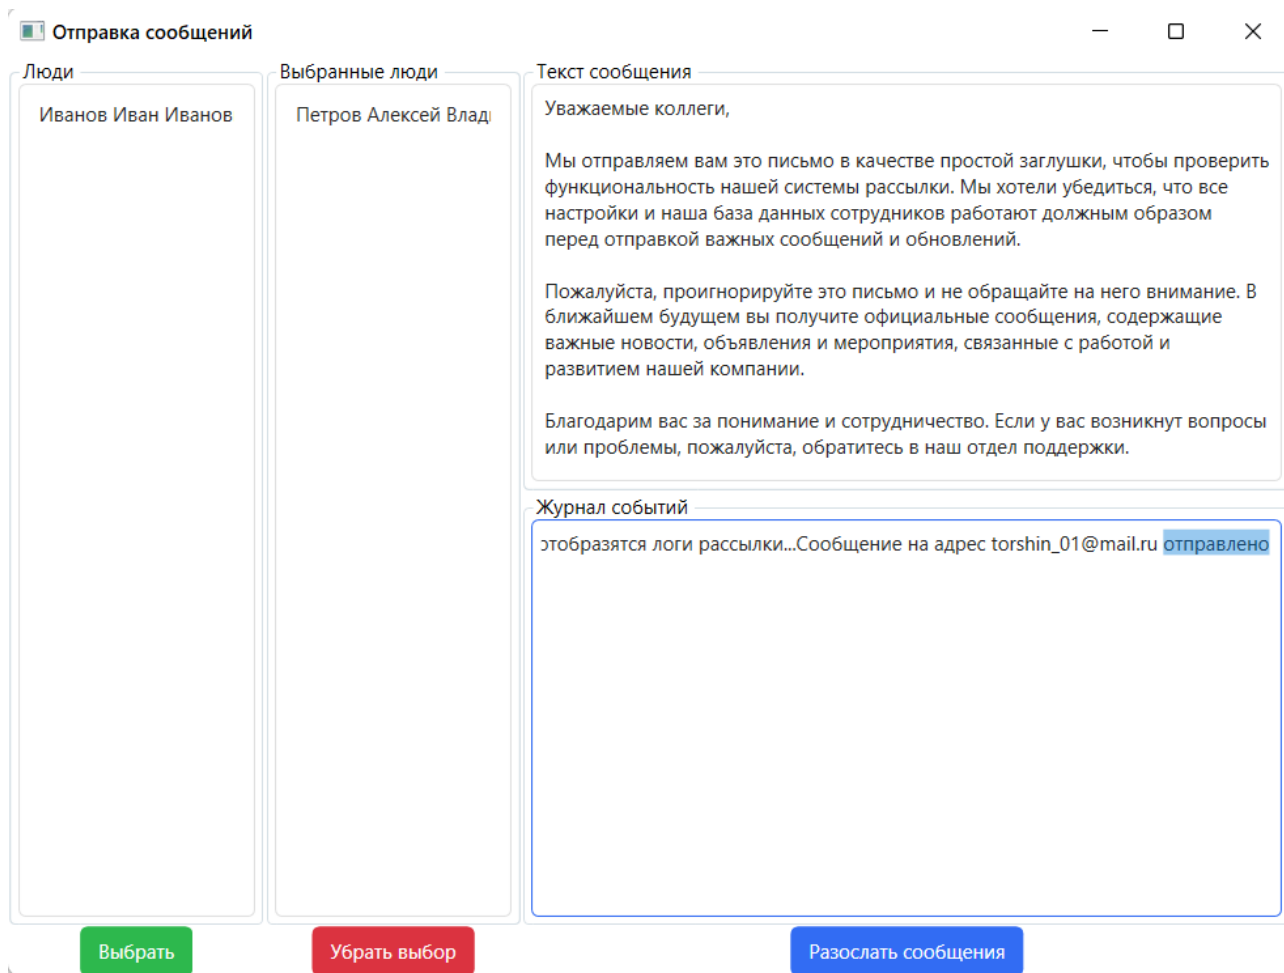 Отправка сообщений
Люди
Иванов Иван Иванов
Выбранные люди
Петров Алексей Влад
Текст сообщения
Уважаемые коллеги,
Мы отправляем вам это письмо в качестве простой заглушки, чтобы проверить
функциональность нашей системы рассылки. Мы хотели убедиться, что все
настройки и наша база данных сотрудников работают должным образом
перед отправкой важных сообщений и обновлений.
Пожалуйста, проигнорируйте это письмо и не обращайте на него внимание. В
ближайшем будущем вы получите официальные сообщения, содержащие
важные новости, объявления и мероприятия, связанные с работой и
развитием нашей компании.
Благодарим вас за понимание и сотрудничество. Если у вас возникнут вопросы
или проблемы, пожалуйста, обратитесь в наш отдел поддержки.
Журнал событий
отобразятся логи рассылки...Сообщение на адрес torshin_01@mail.ru отправлено
Выбрать
Убрать выбор
Разослать сообщения